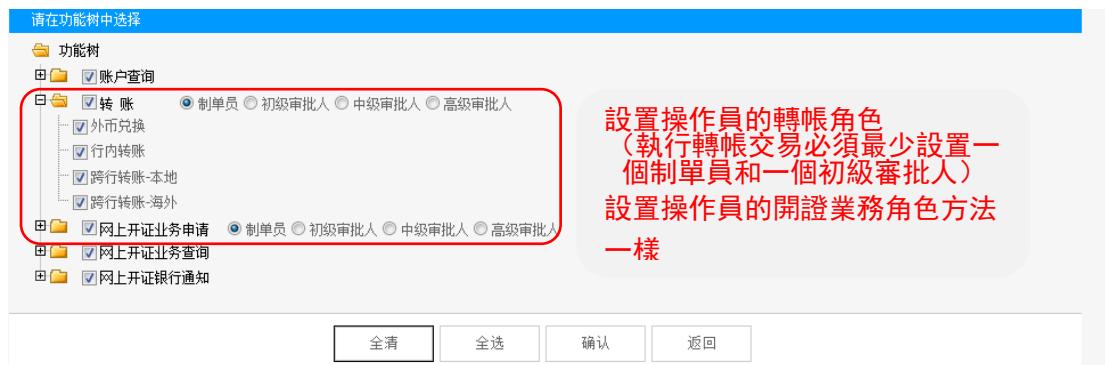 请在功能树中选择
功能树
账户查询
转 账 制单员 初级审批人 中级审批人 高级审批人
外币兑换
行内转账
跨行转账-本地
跨行转账-海外
网上开证业务申请 制单员 初级审批人 中级审批人 高级审批人
网上开证业务查询
网上开证银行通知
設置操作員的轉帳角色
（執行轉帳交易必須最少設置一
個制單員和一個初級審批人）
設置操作員的開證業務角色方法
一樣
全清 全选 确认 返回